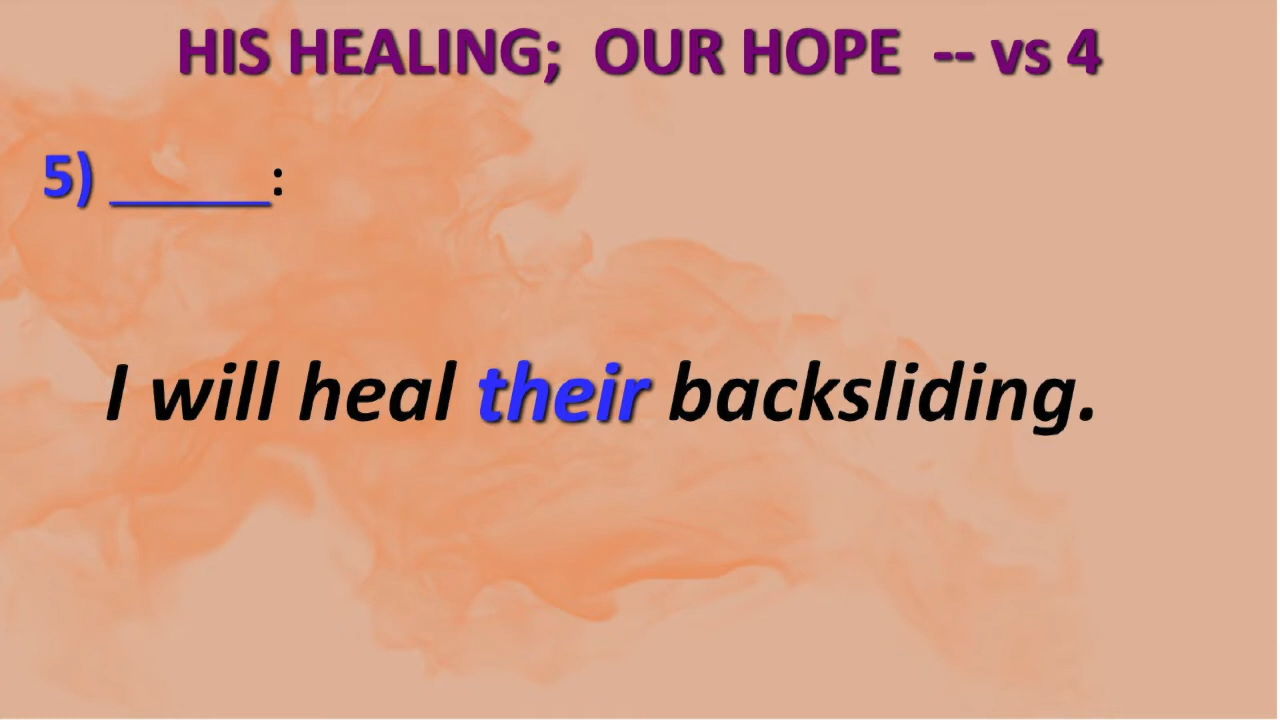 HIS HEALING;  OUR HOPE  -- vs 4
5) ______:
I will heal their backsliding.